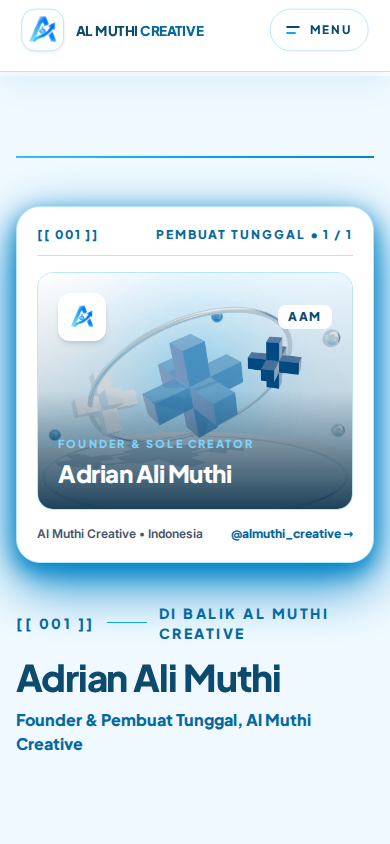 AL MUTHI CREATIVE
MENU
[[ 001 ]]
PEMBUAT TUNGGAL • 1 / 1
AAM
FOUNDER & SOLE CREATOR
Adrian Ali Muthi
Al Muthi Creative • Indonesia
@almuthi_creative →
[[ 001 ]]
DI BALIK AL MUTHI
CREATIVE
Adrian Ali Muthi
Founder & Pembuat Tunggal, Al Muthi
Creative